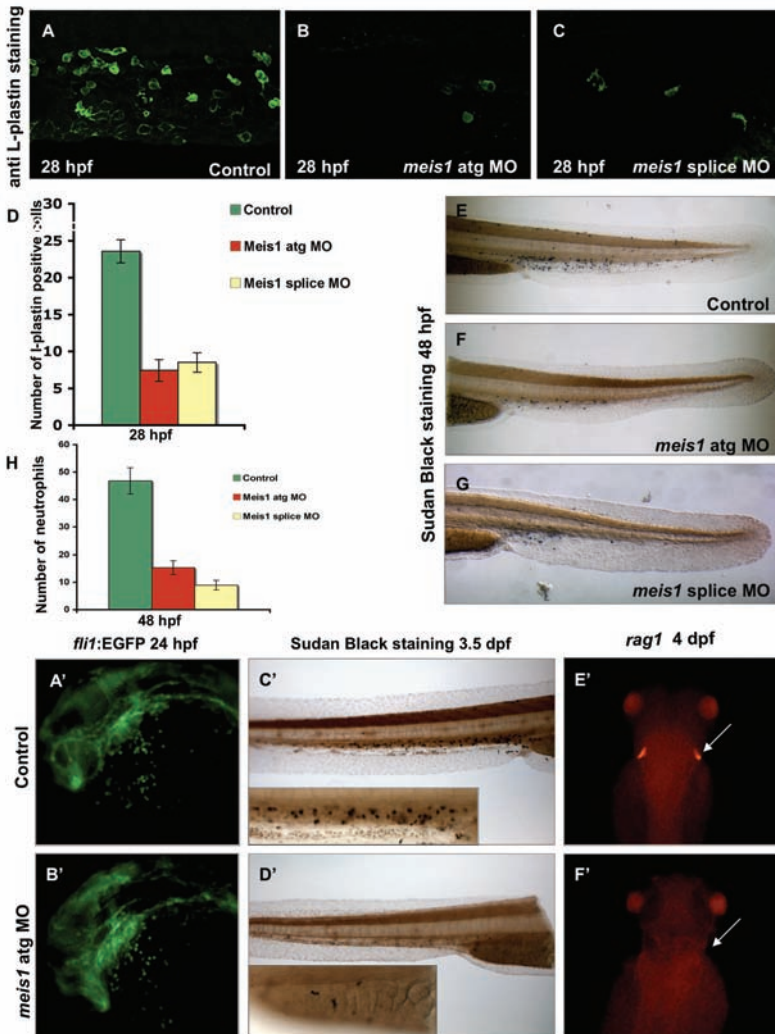 anti L-plastin staining
A
28 hpf
Control
B
28 hpf
meis1 atg MO
C
28 hpf
meis1 splice MO
D
Number of l-plastin positive cells
30
25
20
15
10
5
0
28 hpf
Control
Meis1 atg MO
Meis1 splice MO
Sudan Black staining 48 hpf
E
Control
F
meis1 atg MO
G
meis1 splice MO
H
Number of neutrophils
60
50
40
30
20
10
0
48 hpf
Control
Meis1 atg MO
Meis1 splice MO
fli1:EGFP 24 hpf
Sudan Black staining 3.5 dpf
rag1 4 dpf
Control
A'
C'
E'
meis1 atg MO
B'
D'
F'